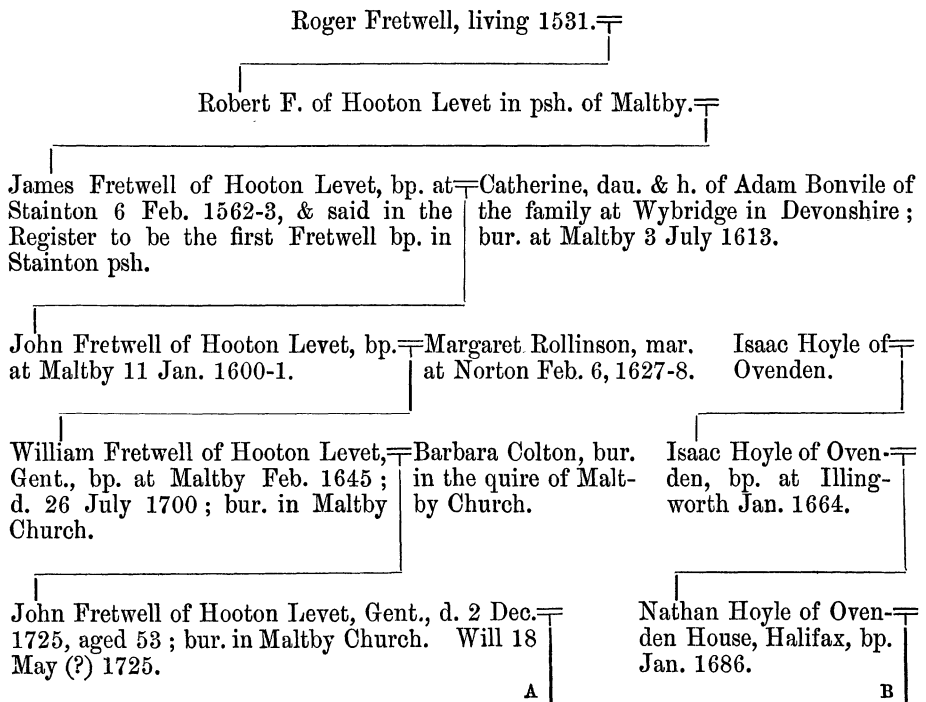 Roger Fretwell, living 1531.
Robert F. of Hooton Levet in psh. of Maltby.
James Fretwell of Hooton Levet, bp. at
Stainton 6 Feb. 1562-3, & said in the
Register to be the first Fretwell bp. in
Stainton psh.
Catherine, dau. & h. of Adam Bonvile of
the family at Wybridge in Devonshire ;
bur. at Maltby 3 July 1613.
John Fretwell of Hooton Levet, bp.
at Maltby 11 Jan. 1600-1.
Margaret Rollinson, mar.
at Norton Feb. 6, 1627-8.
Isaac Hoyle of
Ovenden.
William Fretwell of Hooton Levet,
Gent., bp. at Maltby Feb. 1645 ;
d. 26 July 1700 ; bur. in Maltby
Church.
Barbara Colton, bur.
in the quire of Malt-
by Church.
Isaac Hoyle of Oven-
den, bp. at Illing-
worth Jan. 1664.
John Fretwell of Hooton Levet, Gent., d. 2 Dec.
1725, aged 53 ; bur. in Maltby Church. Will 18
May (?) 1725.
A
Nathan Hoyle of Oven-
den House, Halifax, bp.
Jan. 1686.
B